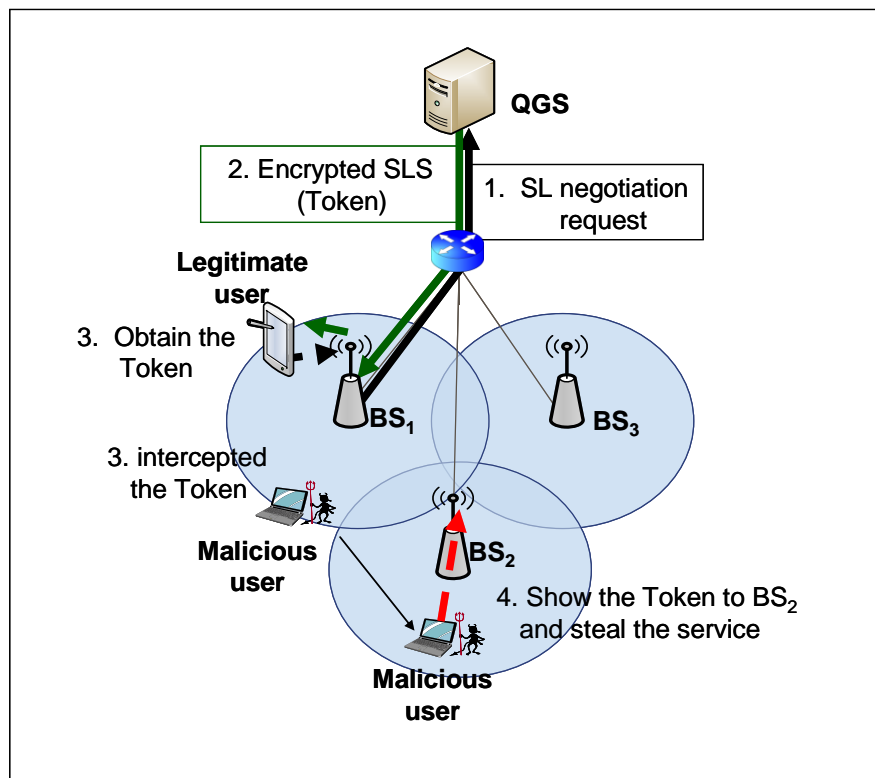 QGS
2. Encrypted SLS
(Token)
1. SL negotiation
request
Legitimate
user
3. Obtain the
Token
BS1
BS3
3. intercepted
the Token
Malicious
user
BS2
4. Show the Token to BS2
and steal the service
Malicious
user